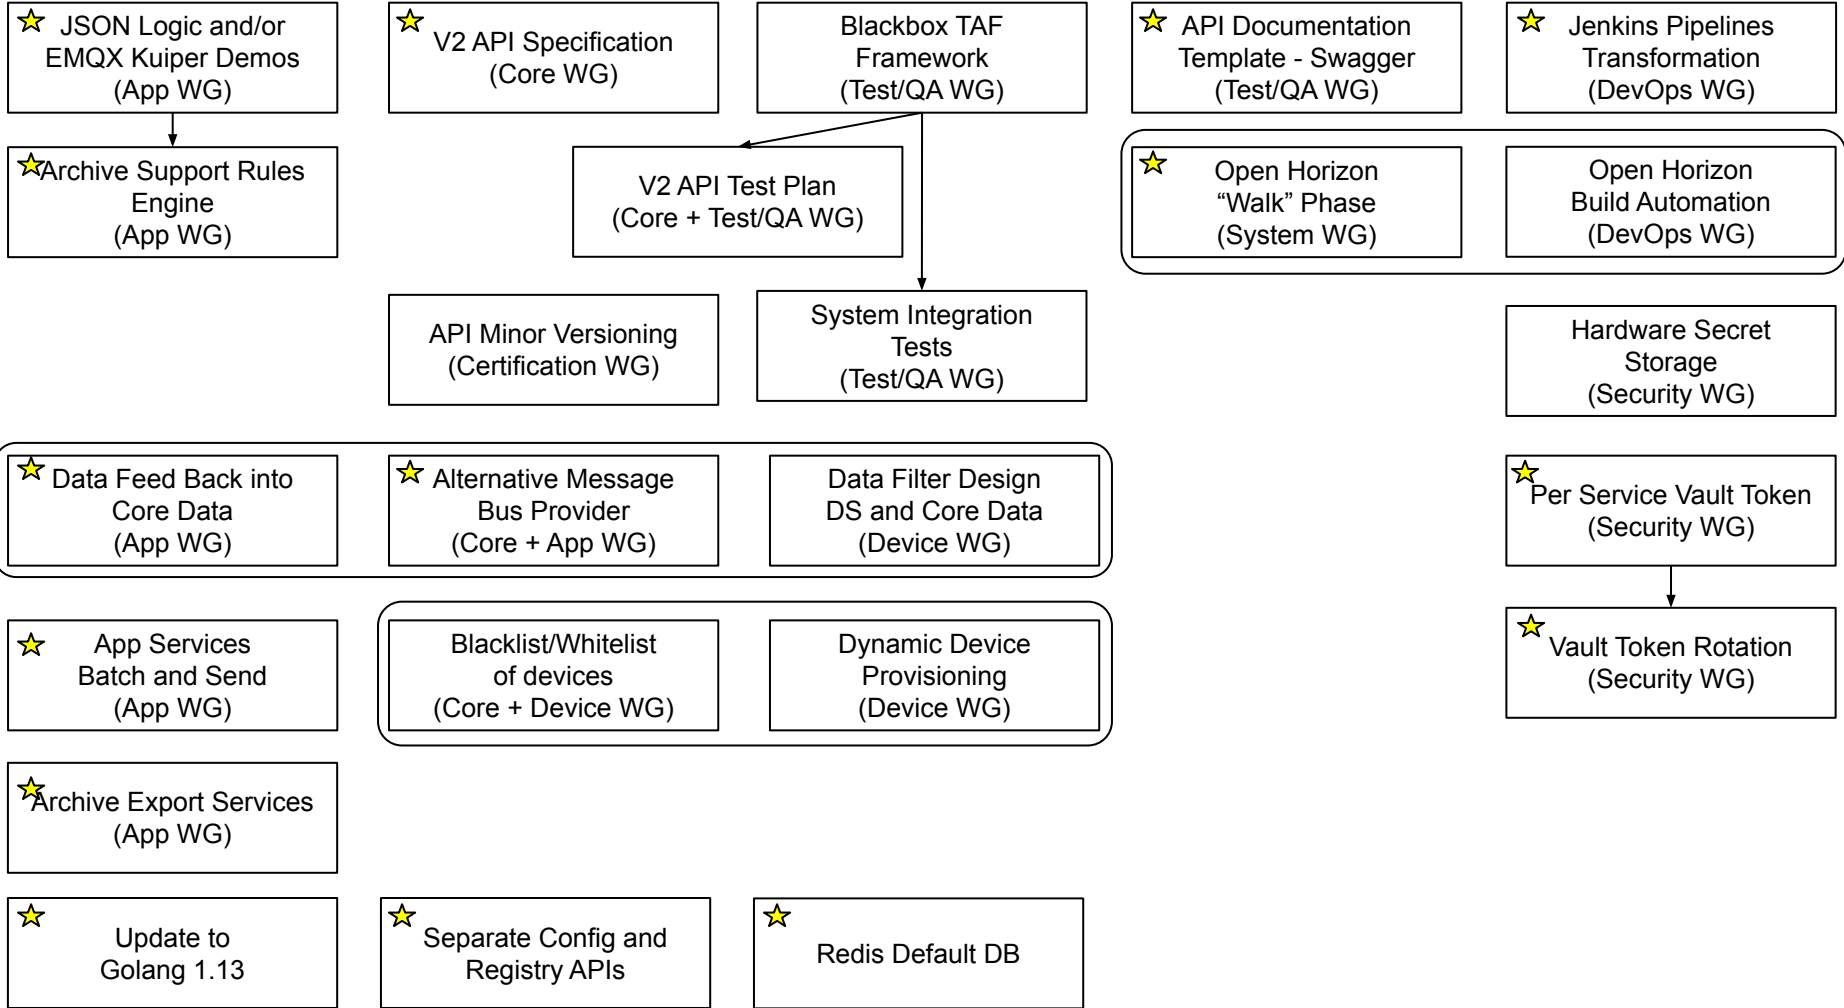 JSON Logic and/or
EMQX Kuiper Demos
(App WG)
V2 API Specification
(Core WG)
Blackbox TAF
Framework
(Test/QA WG)
API Documentation
Template - Swagger
(Test/QA WG)
Jenkins Pipelines
Transformation
(DevOps WG)
Archive Support Rules
Engine
(App WG)
V2 API Test Plan
(Core + Test/QA WG)
Open Horizon
“Walk” Phase
(System WG)
Open Horizon
Build Automation
(DevOps WG)
API Minor Versioning
(Certification WG)
System Integration
Tests
(Test/QA WG)
Hardware Secret
Storage
(Security WG)
Data Feed Back into
Core Data
(App WG)
Alternative Message
Bus Provider
(Core + App WG)
Data Filter Design
DS and Core Data
(Device WG)
Per Service Vault Token
(Security WG)
App Services
Batch and Send
(App WG)
Blacklist/Whitelist
of devices
(Core + Device WG)
Dynamic Device
Provisioning
(Device WG)
Vault Token Rotation
(Security WG)
Archive Export Services
(App WG)
Update to
Golang 1.13
Separate Config and
Registry APIs
Redis Default DB